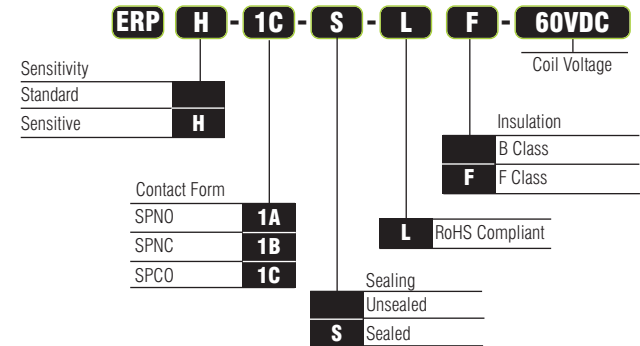 ERP H - 1C - S - L F - 60VDC
Coil Voltage
Sensitivity
Standard
Sensitive H
Insulation
B Class
F F Class
Contact Form
SPNO 1A
SPNC 1B
SPCO 1C
L RoHS Compliant
Sealing
Unsealed
S Sealed